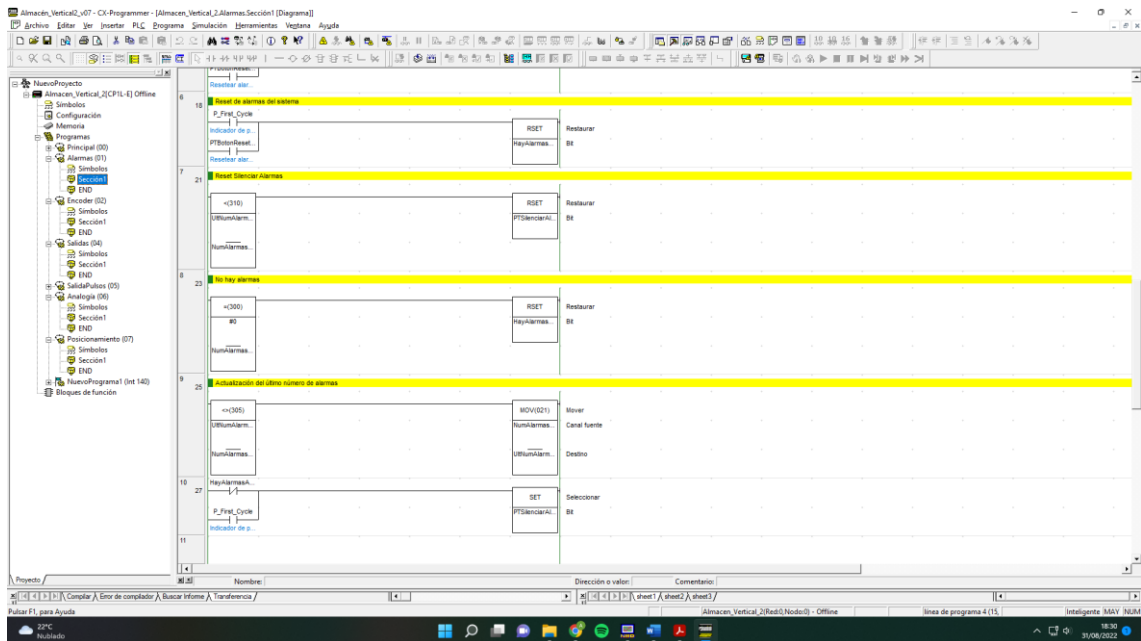 Almacén_Vertical2_v07 - CX-Programmer - [Almacen_Vertical_2.Alarmas.Sección1 [Diagrama]]
Archivo Editar Ver Insertar PLC Programa Simulación Herramientas Ventana Ayuda
NuevoProyecto
Almacen_Vertical_2[CP1L-E] Offline
Símbolos
Configuración
Memoria
Programas
Principal (00)
Alarmas (01)
Símbolos
Sección1
END
Encoder (02)
Símbolos
Sección1
END
Salidas (04)
Símbolos
Sección1
END
SalidaPulsos (05)
Analogía (06)
Símbolos
Sección1
END
Posicionamiento (07)
Símbolos
Sección1
END
NuevoPrograma1 (Int 140)
Bloques de función
Proyecto
PTBotonReset...
Resetear alar...
6
18
Reset de alarmas del sistema
P_First_Cycle
Indicador de p...
PTBotonReset...
Resetear alar...
RSET
Restaurar
HayAlarmas...
Bit
7
21
Reset Silenciar Alarmas
<(310)
UltNumAlarm...
NumAlarmas...
RSET
Restaurar
PTSilenciarAl...
Bit
8
23
No hay alarmas
=(300)
#0
NumAlarmas...
RSET
Restaurar
HayAlarmas...
Bit
9
25
Actualización del último número de alarmas
<>(305)
UltNumAlarm...
NumAlarmas...
MOV(021)
Mover
NumAlarmas...
Canal fuente
UltNumAlarm...
Destino
10
27
HayAlarmasA...
P_First_Cycle
Indicador de p...
SET
Seleccionar
PTSilenciarAl...
Bit
11
Nombre:
Dirección o valor:
Comentario:
Compilar Error de compilador Buscar Informe Transferencia
sheet1 sheet2 sheet3
Pulsar F1, para Ayuda
Almacen_Vertical_2(Red:0,Nodo:0) - Offline
línea de programa 4 (15,
Inteligente MAY NUM
22°C
Nublado
18:30
31/08/2022